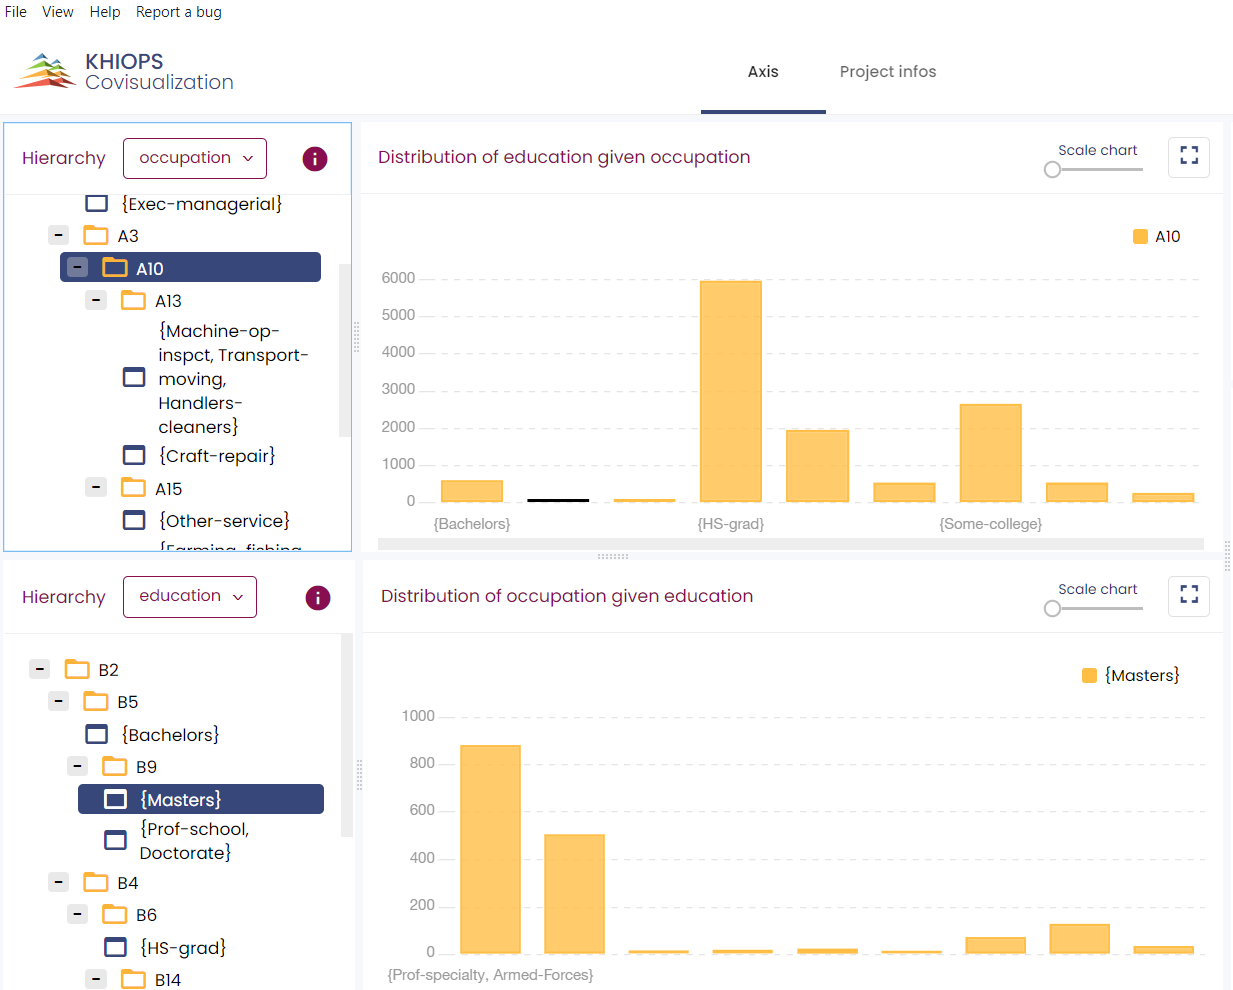 File View Help Report a bug
KHIOPS
Covisualization
Axis
Project infos
Hierarchy
occupation
i
{Exec-managerial}
A3
A10
A13
{Machine-op-
inspct, Transport-
moving,
Handlers-
cleaners}
{Craft-repair}
A15
{Other-service}
{Farming-fishing
Distribution of education given occupation
Scale chart
A10
6000
5000
4000
3000
2000
1000
0
{Bachelors}
{HS-grad}
{Some-college}
Hierarchy
education
i
B2
B5
{Bachelors}
B9
{Masters}
{Prof-school,
Doctorate}
B4
B6
{HS-grad}
B14
Distribution of occupation given education
Scale chart
{Masters}
1000
800
600
400
200
0
{Prof-specialty, Armed-Forces}